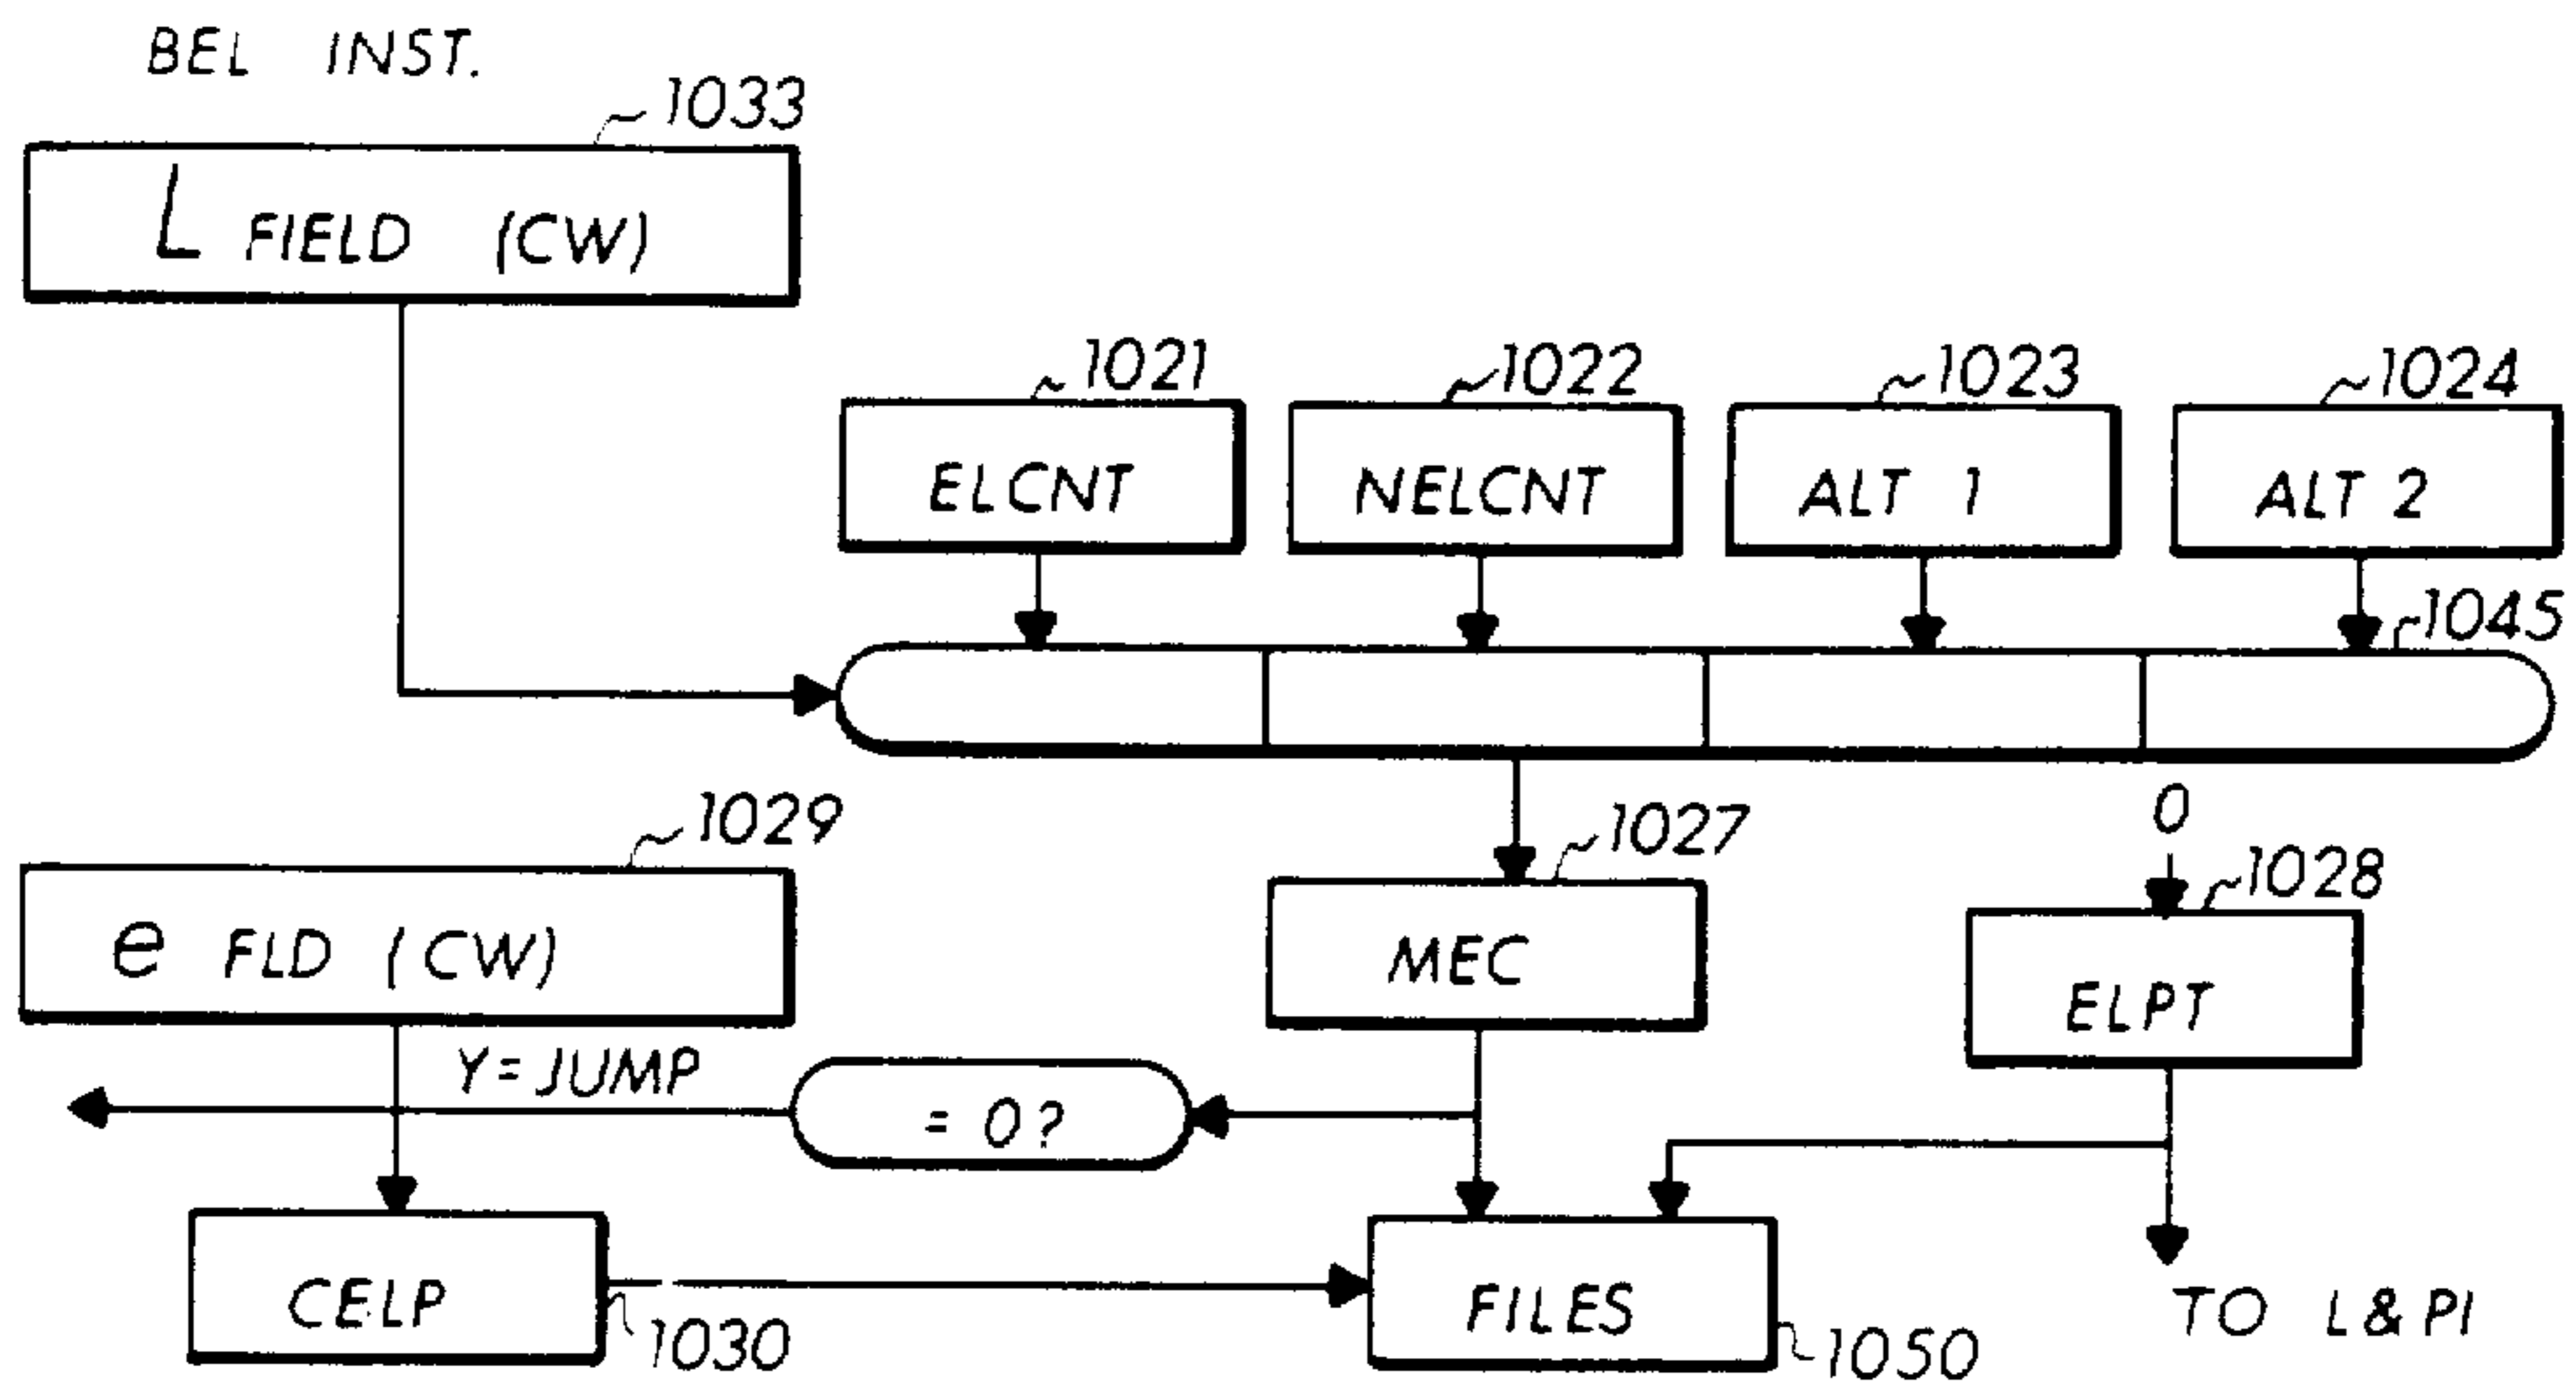 BEL INST.
1033
L FIELD (CW)
1021
1022
1023
1024
ELCNT
NELCNT
ALT 1
ALT 2
1045
1029
1027
0
1028
e FLD (CW)
MEC
ELPT
Y=JUMP
= 0?
CELP
1030
FILES
1050
TO L&PI